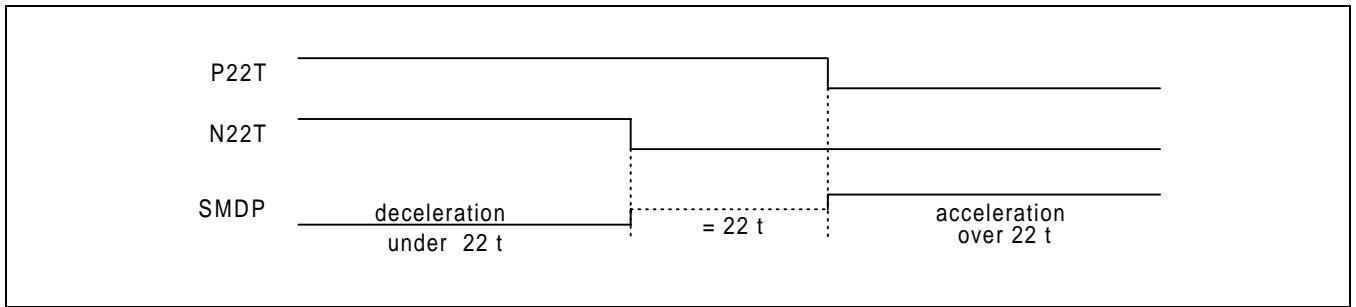 P22T
N22T
SMDP
deceleration
under 22 t
= 22 t
acceleration
over 22 t